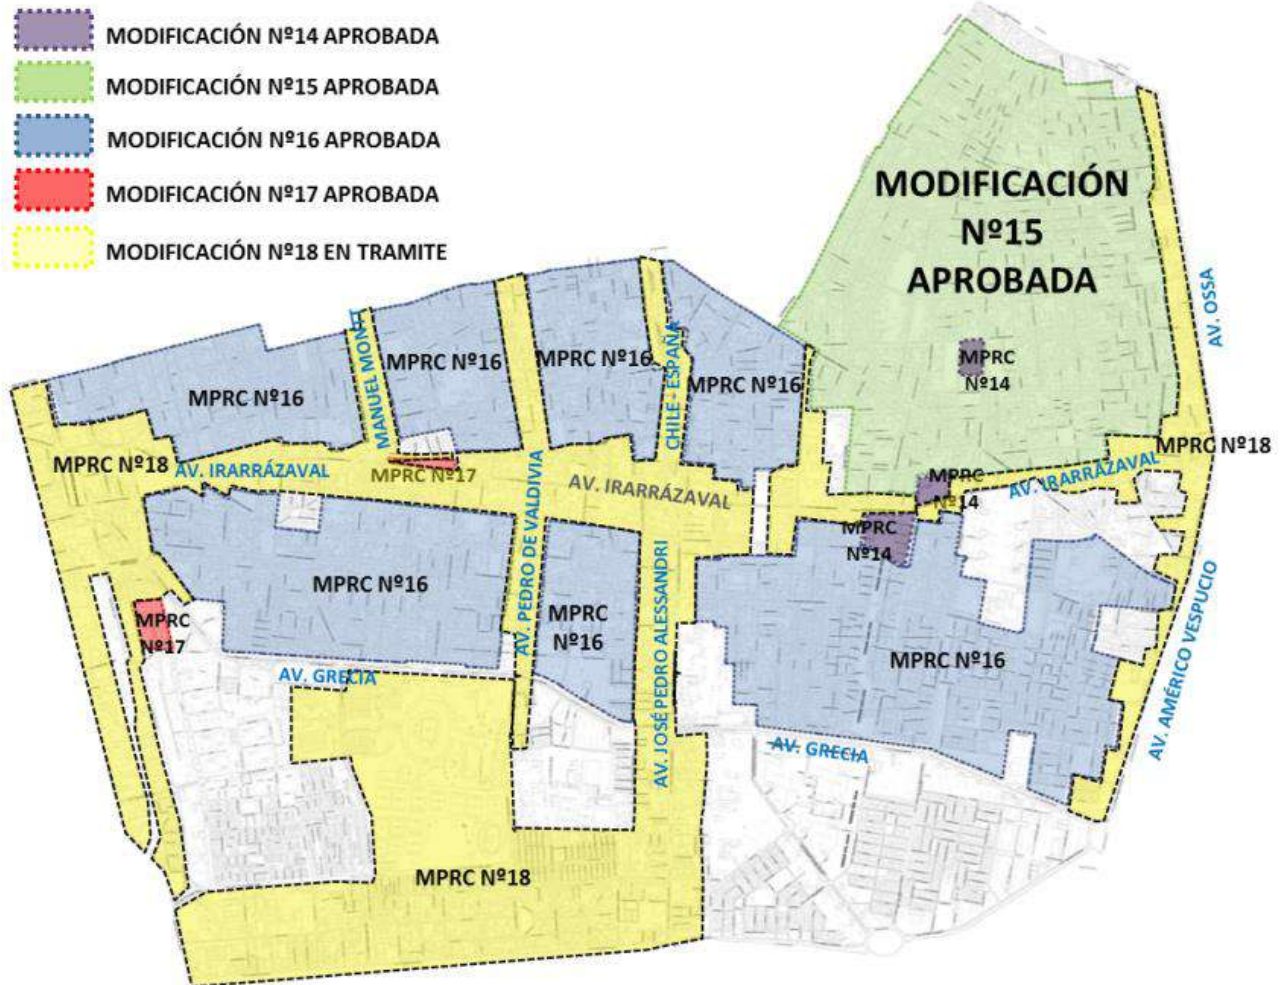 MODIFICACIÓN Nº14 APROBADA
MODIFICACIÓN Nº15 APROBADA
MODIFICACIÓN Nº16 APROBADA
MODIFICACIÓN Nº17 APROBADA
MODIFICACIÓN Nº18 EN TRAMITE
MODIFICACIÓN
Nº15
APROBADA
AV. OSSA
MANUEL MONTT
CHILE - ESPAÑA
MPRC Nº16
MPRC Nº16
MPRC Nº16
MPRC Nº16
MPRC
Nº14
MPRC Nº18
AV. IRARRÁZAVAL
MPRC Nº17
AV. IRARRÁZAVAL
MPRC
Nº14
AV. IRARRÁZAVAL
MPRC Nº18
MPRC
Nº14
AV. PEDRO DE VALDIVIA
AV. JOSÉ PEDRO ALESSANDRI
AV. AMÉRICO VESPUCIO
MPRC Nº16
MPRC
Nº16
MPRC
Nº17
MPRC Nº16
AV. GRECIA
AV. GRECIA
MPRC Nº18